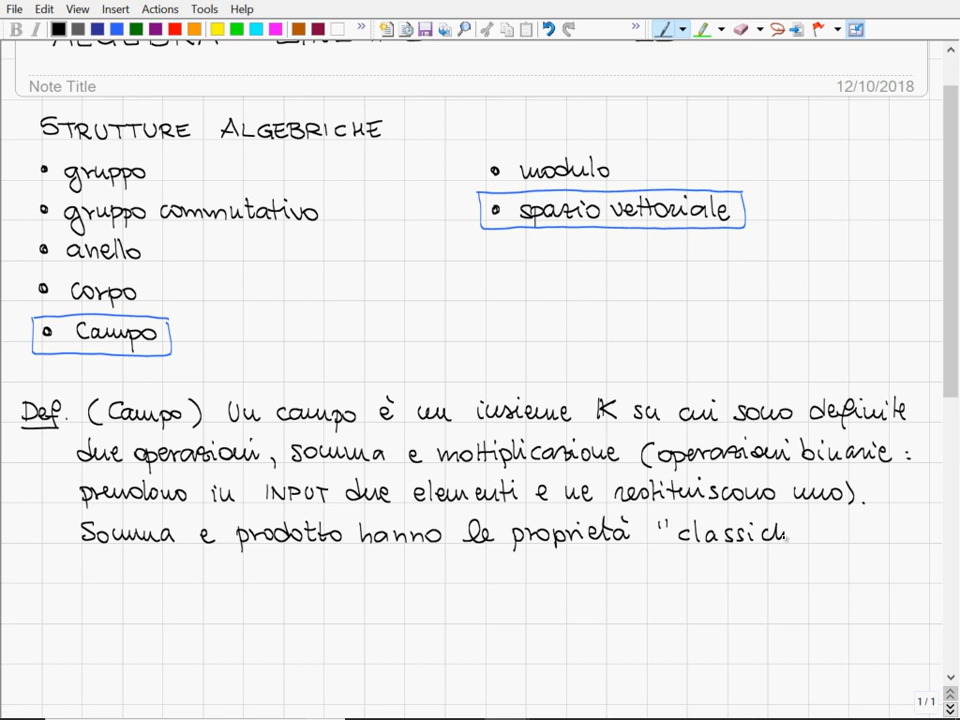 File Edit View Insert Actions Tools Help
B I
ALGEBRA
Note Title 12/10/2018
STRUTTURE ALGEBRICHE
• gruppo
• gruppo commutativo
• anello
• corpo
• Campo
• modulo
• spazio vettoriale
Def. (Campo) Un campo è un insieme K su cui sono definite
due operazioni, somma e moltiplicazione (operazioni binarie:
prendono in INPUT due elementi e ne restituiscono uno).
Somma e prodotto hanno le proprietà "classich
1/1